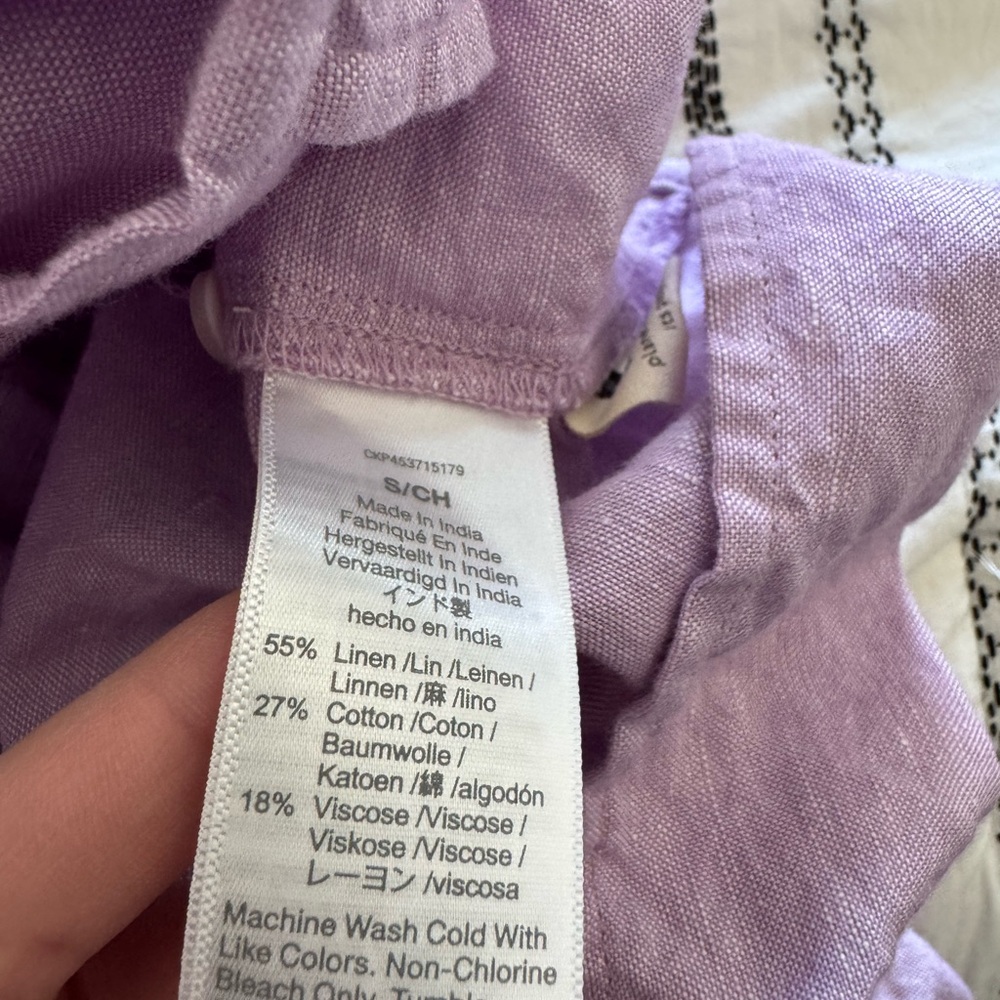 CKP453715179
S/CH
Made In India
Fabriqué En Inde
Hergestellt In Indien
Vervaardigd In India
インド製
hecho en india
55% Linen /Lin /Leinen /
Linnen /麻 /lino
27% Cotton /Coton /
Baumwolle /
Katoen /綿 /algodón
18% Viscose /Viscose /
Viskose /Viscose /
レーヨン /viscosa
Machine Wash Cold With
Like Colors. Non-Chlorine
Bleach Only.